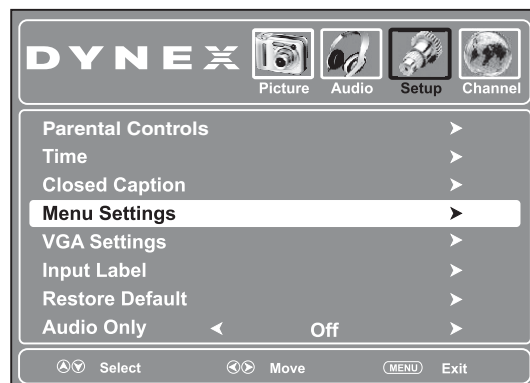 DYNEX
Picture Audio Setup Channel
Parental Controls
Time
Closed Caption
Menu Settings
VGA Settings
Input Label
Restore Default
Audio Only Off
Select Move MENU Exit